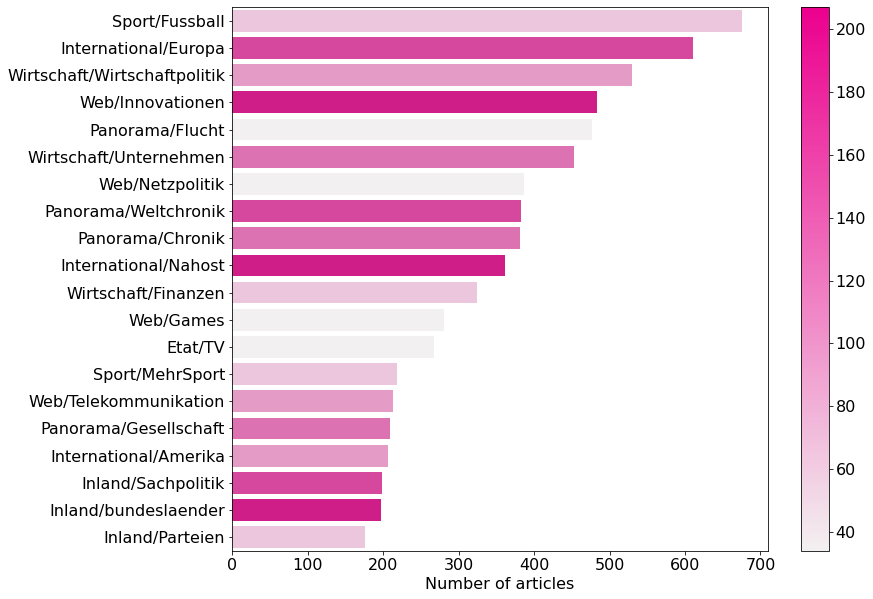 Sport/Fussball
International/Europa
Wirtschaft/Wirtschaftpolitik
Web/Innovationen
Panorama/Flucht
Wirtschaft/Unternehmen
Web/Netzpolitik
Panorama/Weltchronik
Panorama/Chronik
International/Nahost
Wirtschaft/Finanzen
Web/Games
Etat/TV
Sport/MehrSport
Web/Telekommunikation
Panorama/Gesellschaft
International/Amerika
Inland/Sachpolitik
Inland/bundeslaender
Inland/Parteien
0 100 200 300 400 500 600 700
Number of articles
200
180
160
140
120
100
80
60
40